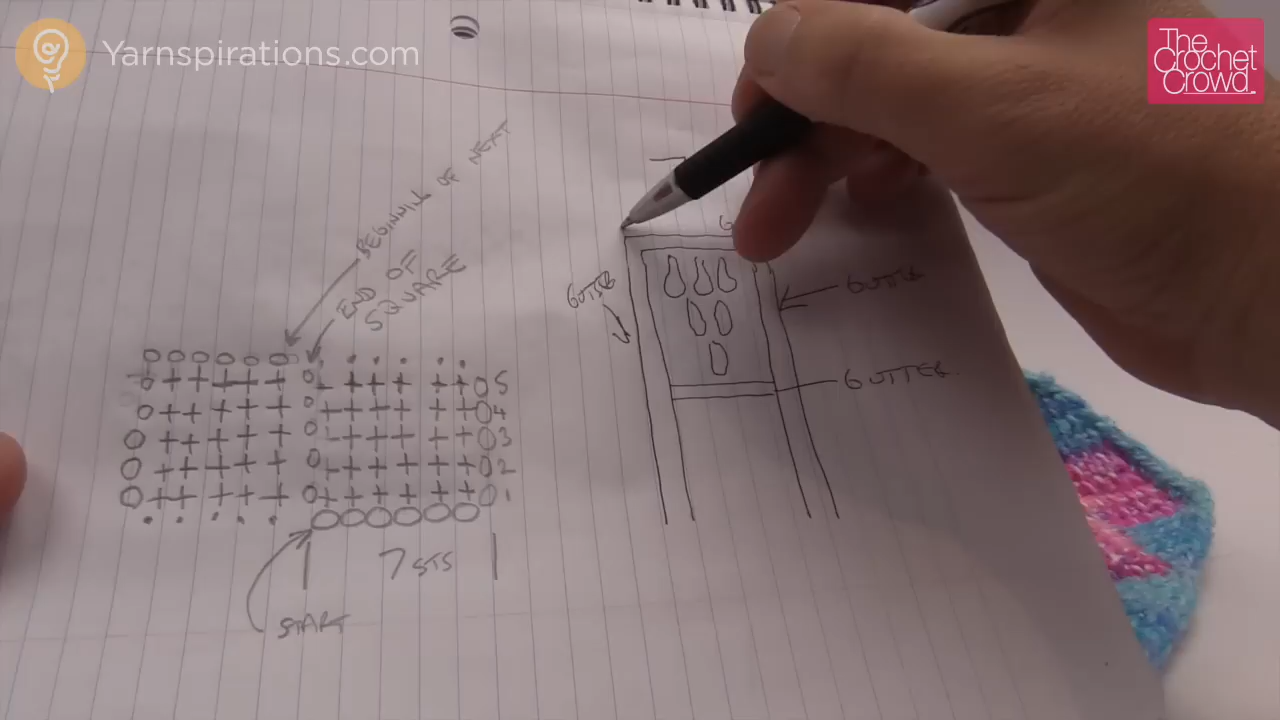 Yarnspirations.com
The
Crochet
Crowd
BEGINNING OF NEXT
END OF
SQUARE
5
4
3
2
1
7 STS
START
G
GUTTER
GUTTER
GUTTER